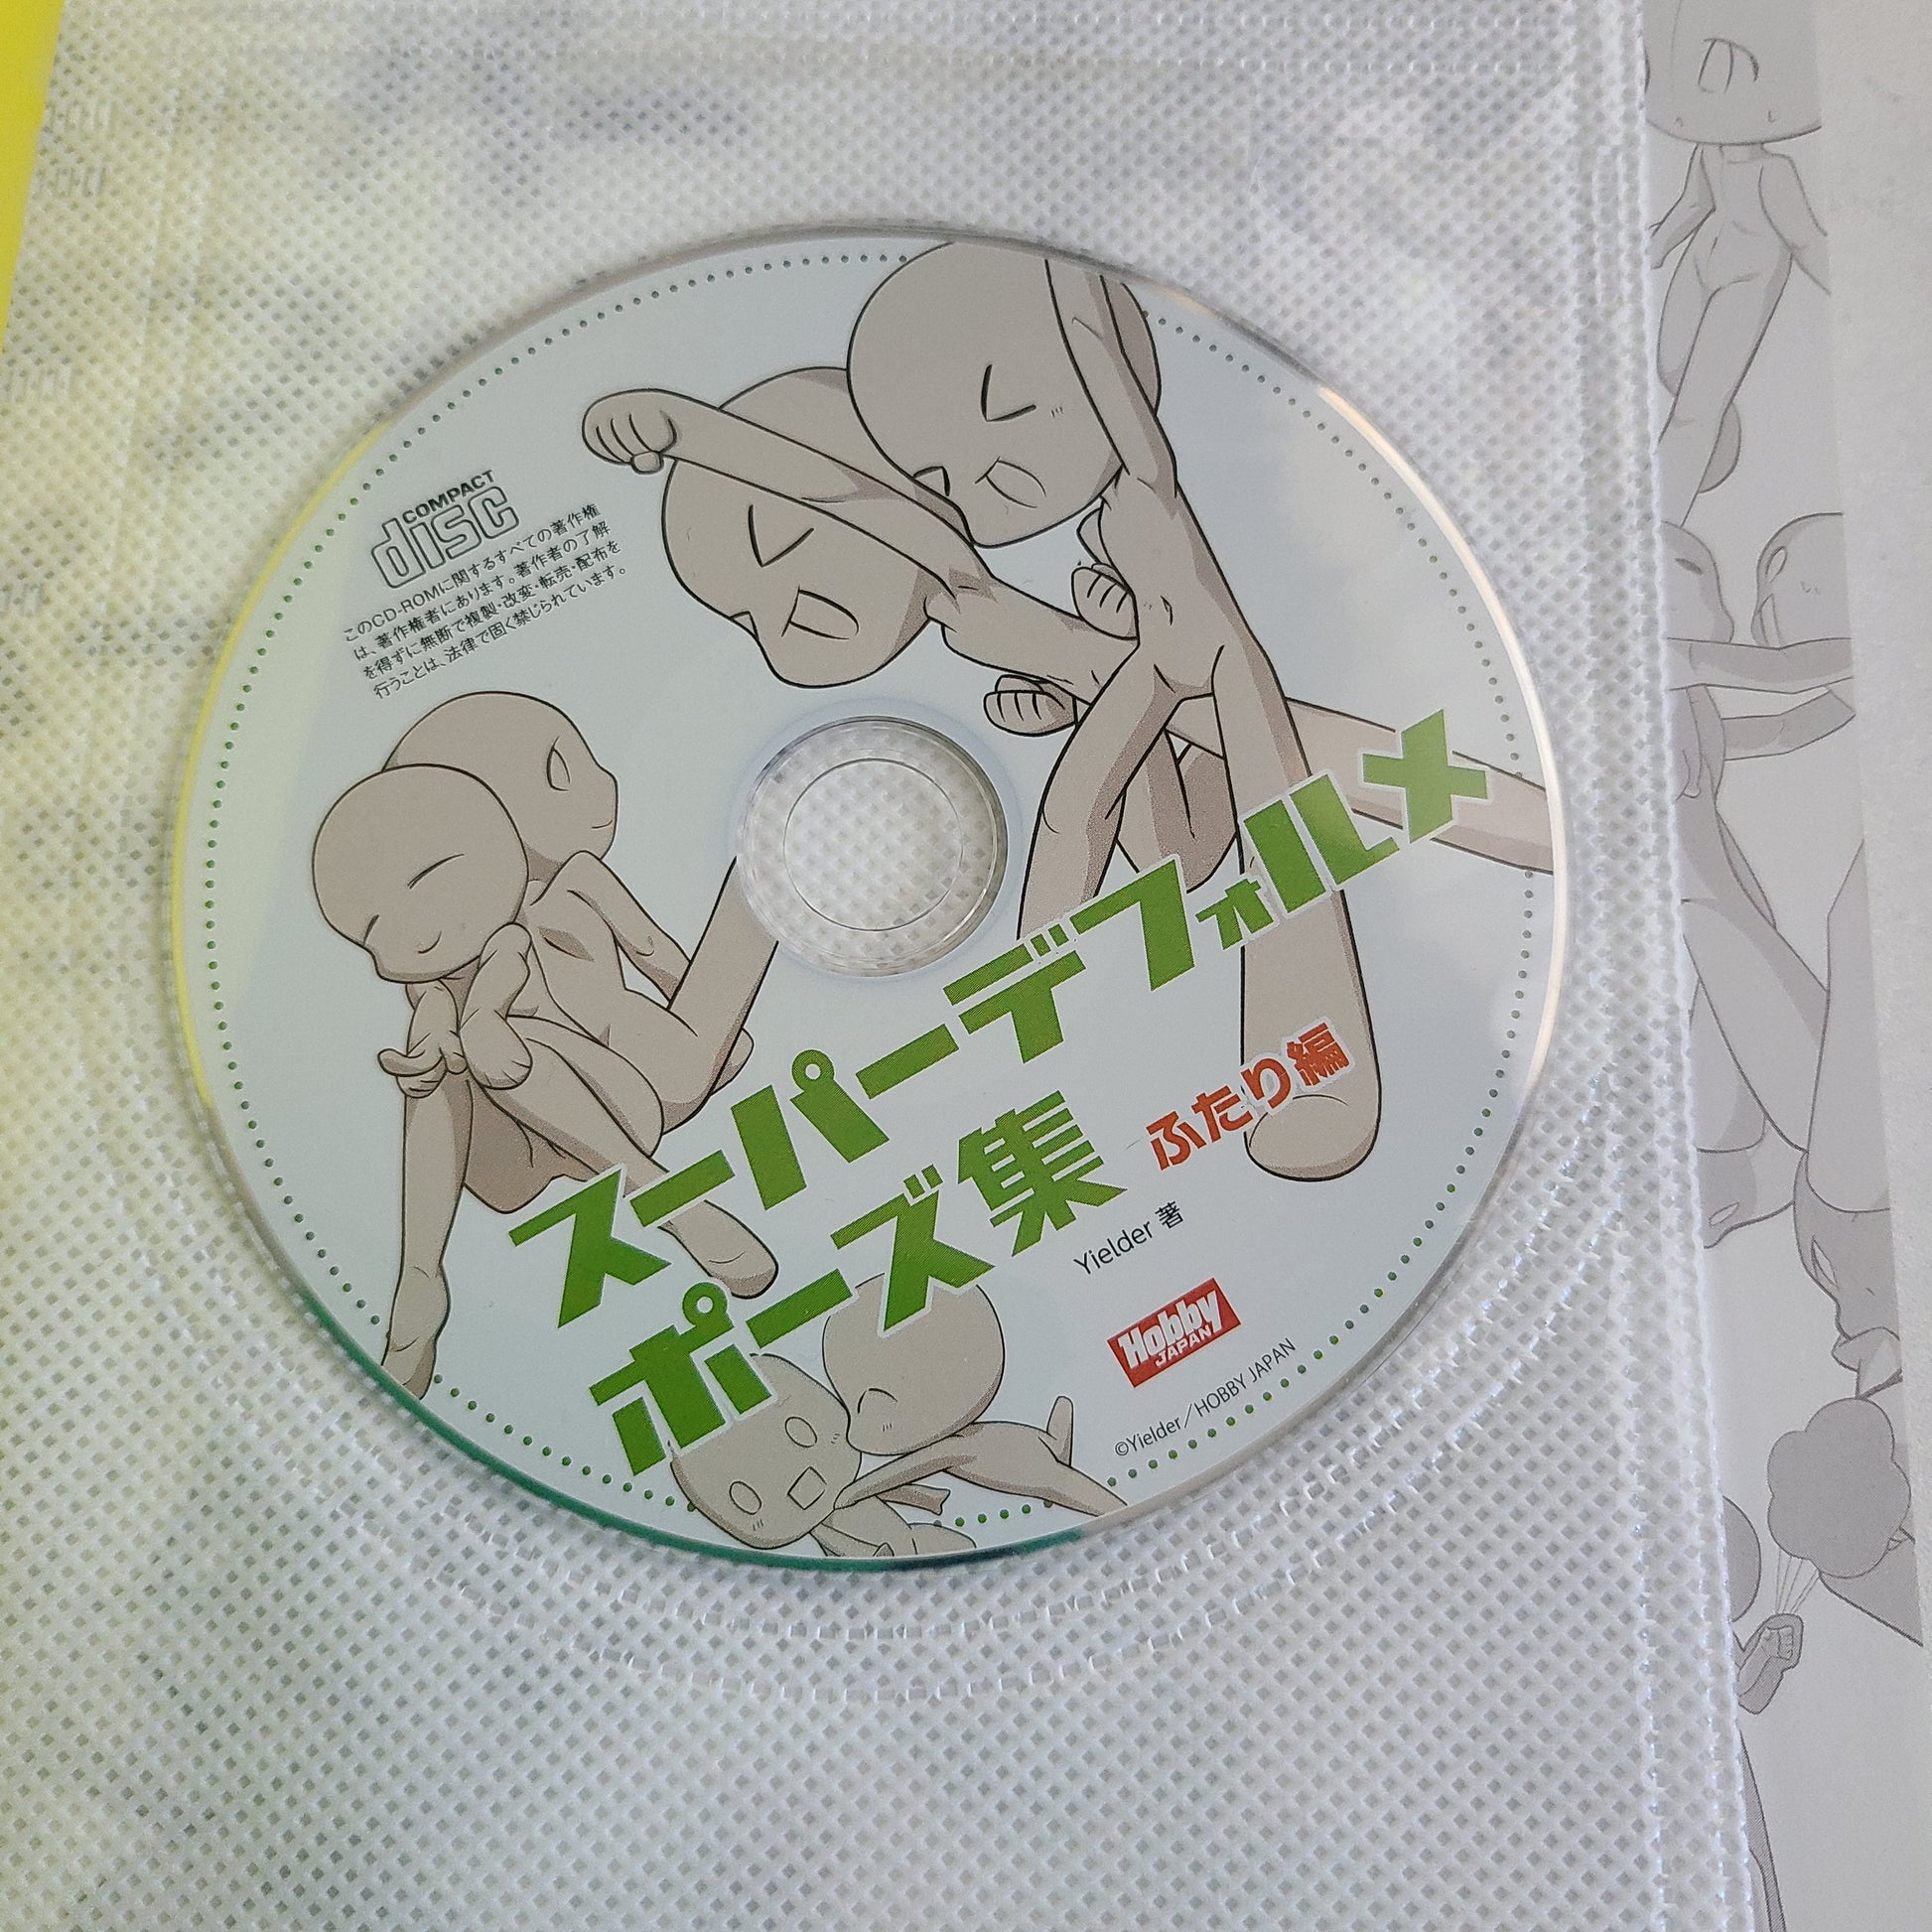 COMPACT
disc
このCD-ROMに関するすべての著作権
は、著作権者にあります。著作者の了解
を得ずに無断で複製・改変・転売・配布を
行うことは、法律で固く禁じられています。
スーパーデフォルメ
ポーズ集 ふたり編
Yielder 著
Hobby
JAPAN
©Yielder／HOBBY JAPAN